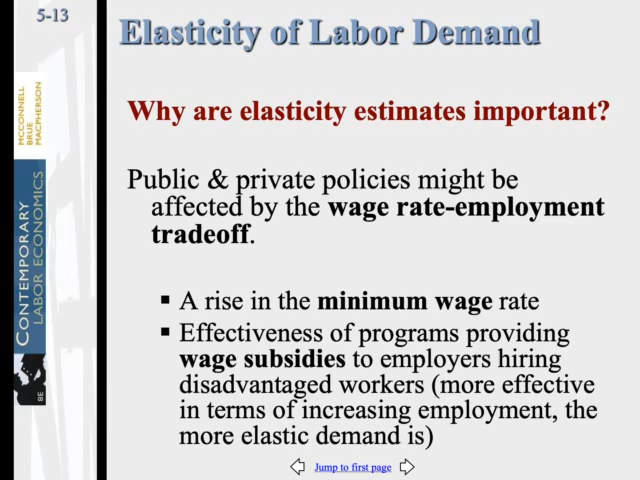 5-13
Elasticity of Labor Demand
MCCONNELL
BRUE
MACPHERSON
CONTEMPORARY
LABOR ECONOMICS
8E
Why are elasticity estimates important?
Public & private policies might be
affected by the wage rate-employment
tradeoff.
▪ A rise in the minimum wage rate
▪ Effectiveness of programs providing
wage subsidies to employers hiring
disadvantaged workers (more effective
in terms of increasing employment, the
more elastic demand is)
Jump to first page